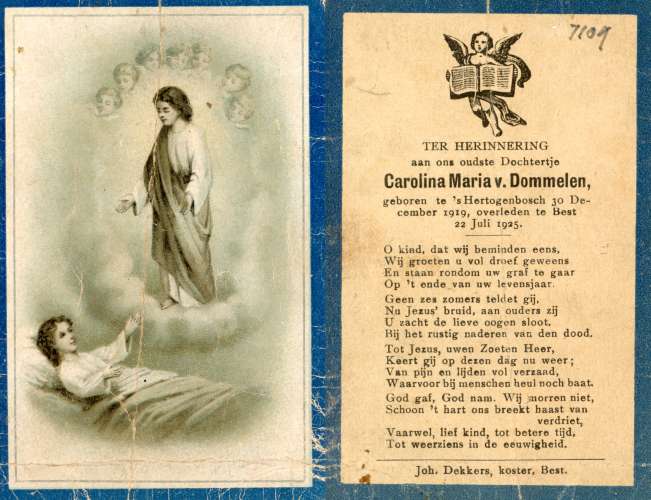 7109
TER HERINNERING
aan ons oudste Dochtertje
Carolina Maria v. Dommelen,
geboren te 's Hertogenbosch 30 De-
cember 1919, overleden te Best
22 Juli 1925.
O kind, dat wij beminden eens,
Wij groeten u vol droef geweens
En staan rondom uw graf te gaar
Op 't ende van uw levensjaar.
Geen zes zomers teldet gij,
Nu Jezus' bruid, aan ouders zij
U zacht de lieve oogen sloot,
Bij het rustig naderen van den dood.
Tot Jezus, uwen Zoeten Heer,
Keert gij op dezen dag nu weer;
Van pijn en lijden vol verzaad,
Waarvoor bij menschen heul noch baat.
God gaf, God nam. Wij morren niet,
Schoon 't hart ons breekt haast van
verdriet,
Vaarwel, lief kind, tot betere tijd,
Tot weerziens in de eeuwigheid.
Joh. Dekkers, koster, Best.